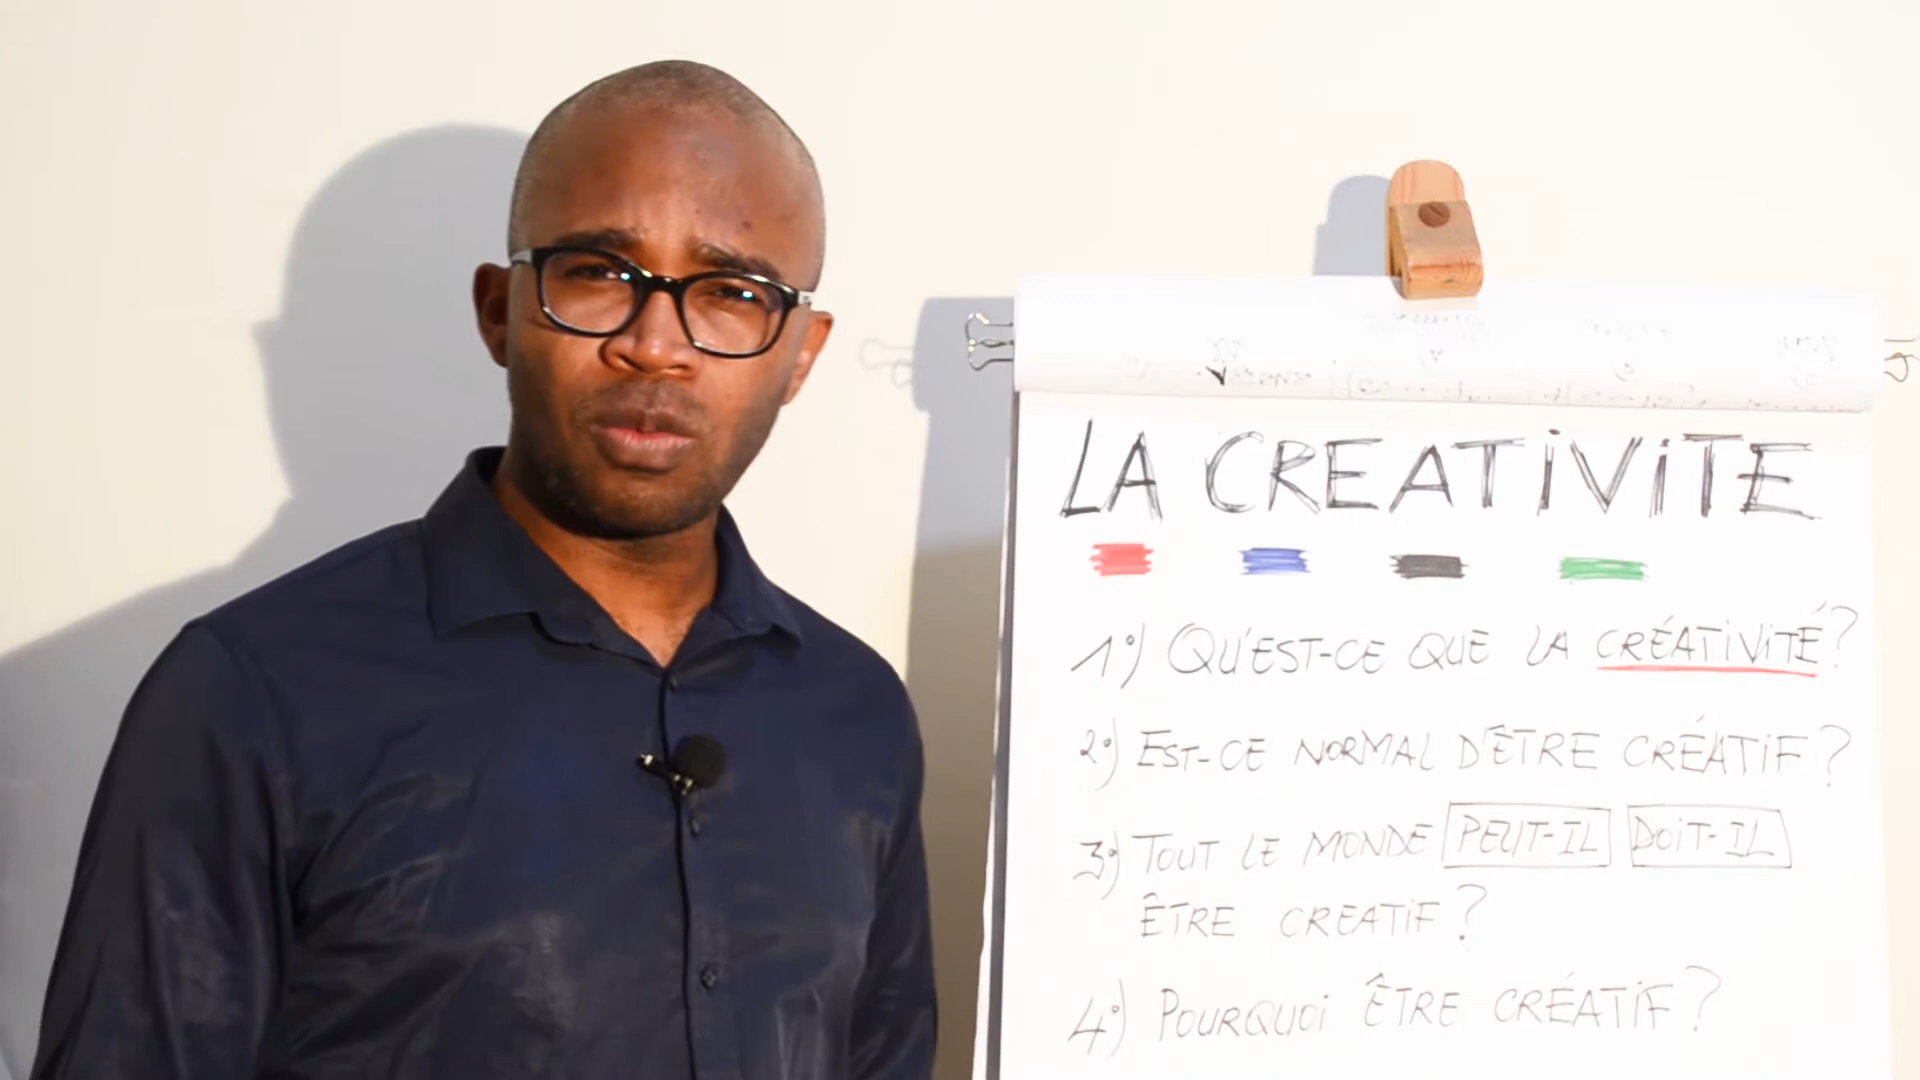 LA CREATIVITE
1°) QU'EST-CE QUE LA CRÉATIVITÉ?
2°) EST-CE NORMAL D'ÊTRE CRÉATIF?
3°) TOUT LE MONDE PEUT-IL DOIT-IL
ÊTRE CREATIF?
4°) POURQUOI ÊTRE CRÉATIF?